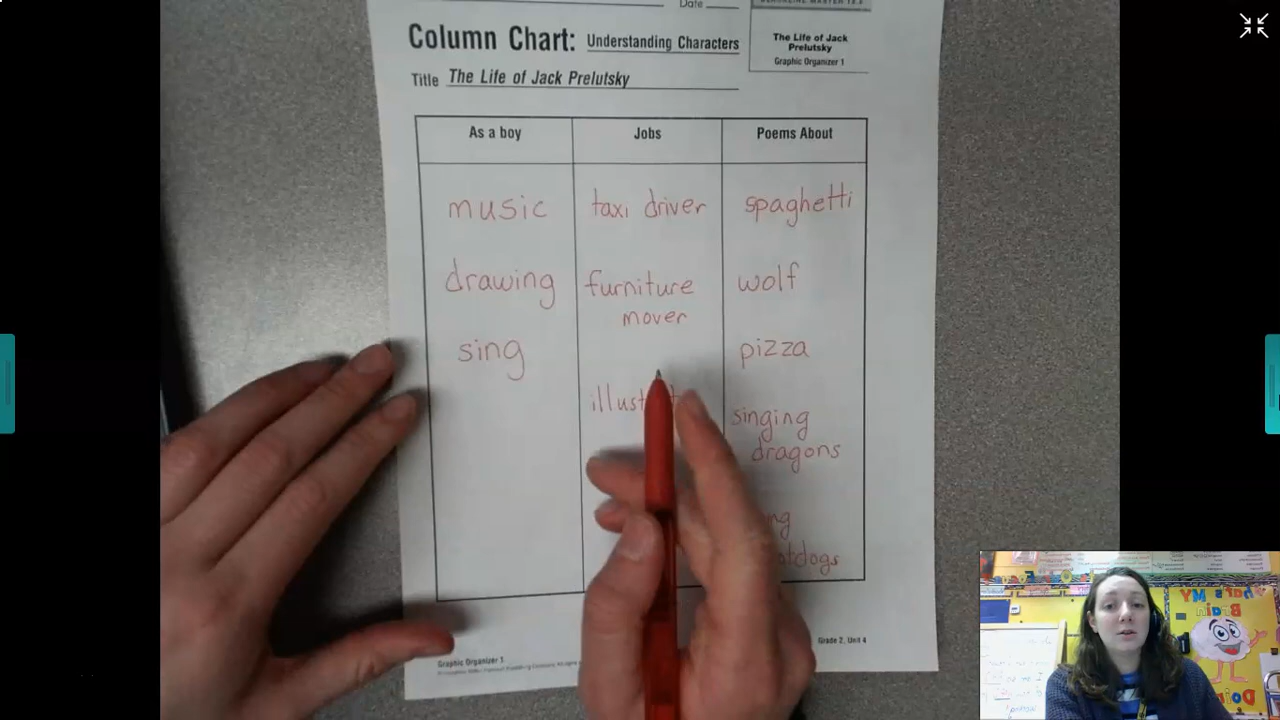 Date
Column Chart: Understanding Characters
The Life of Jack
Prelutsky
Graphic Organizer 1
Title The Life of Jack Prelutsky
As a boy
Jobs
Poems About
music
taxi driver
spaghetti
drawing
furniture
mover
wolf
sing
pizza
singing
dragons
Graphic Organizer 1
Grade 2, Unit 4